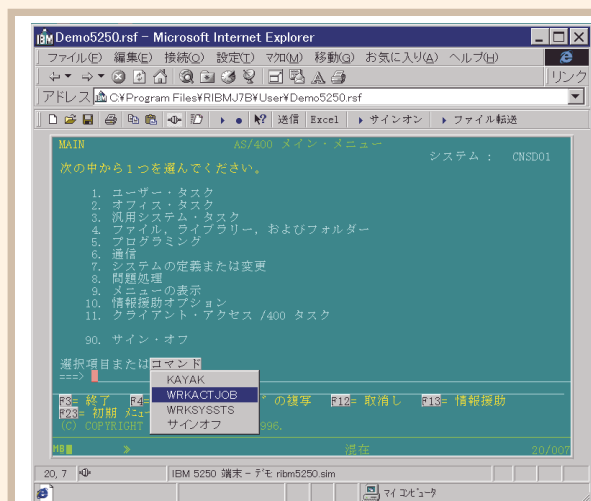 Demo5250.rsf - Microsoft Internet Explorer
ファイル(F) 編集(E) 接続(O) 設定(T) マクロ(M) 移動(G) お気に入り(A) ヘルプ(H)
リンク
アドレス C:¥Program Files¥RIBMJ7B¥User¥Demo5250.rsf
送信 Excel サインオン ファイル転送
MAIN AS/400 メイン・メニュー
システム : CNSD01
次の中から1つを選んでください。
1. ユーザー・タスク
2. オフィス・タスク
3. 汎用システム・タスク
4. ファイル, ライブラリー, およびフォルダー
5. プログラミング
6. 通信
7. システムの定義または変更
8. 問題処理
9. メニューの表示
10. 情報援助オプション
11. クライアント・アクセス /400 タスク
90. サイン・オフ
選択項目またはコマンド
===>
KAYAK
WRKACTJOB
WRKSYSSTS
サインオフ
F3= 終了 F4= の複写 F12= 取消し F13= 情報援助
F23= 初期 メニュー
(C) COPYRIGHT 996.
MB 混在 20/007
20, 7 IBM 5250 端末 - デモ ribm5250.sim
マイ コンピュータ